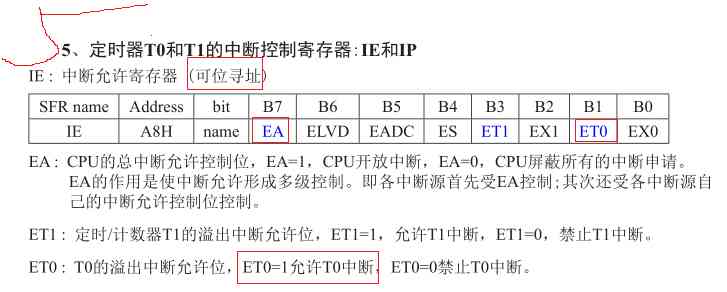 5、定时器T0和T1的中断控制寄存器:IE和IP
IE : 中断允许寄存器 (可位寻址)
SFR name Address bit B7 B6 B5 B4 B3 B2 B1 B0
IE A8H name EA ELVD EADC ES ET1 EX1 ET0 EX0
EA : CPU的总中断允许控制位，EA=1，CPU开放中断，EA=0，CPU屏蔽所有的中断申请。
EA的作用是使中断允许形成多级控制。即各中断源首先受EA控制;其次还受各中断源自
己的中断允许控制位控制。
ET1 : 定时/计数器T1的溢出中断允许位，ET1=1，允许T1中断，ET1=0，禁止T1中断。
ET0 : T0的溢出中断允许位，ET0=1允许T0中断，ET0=0禁止T0中断。